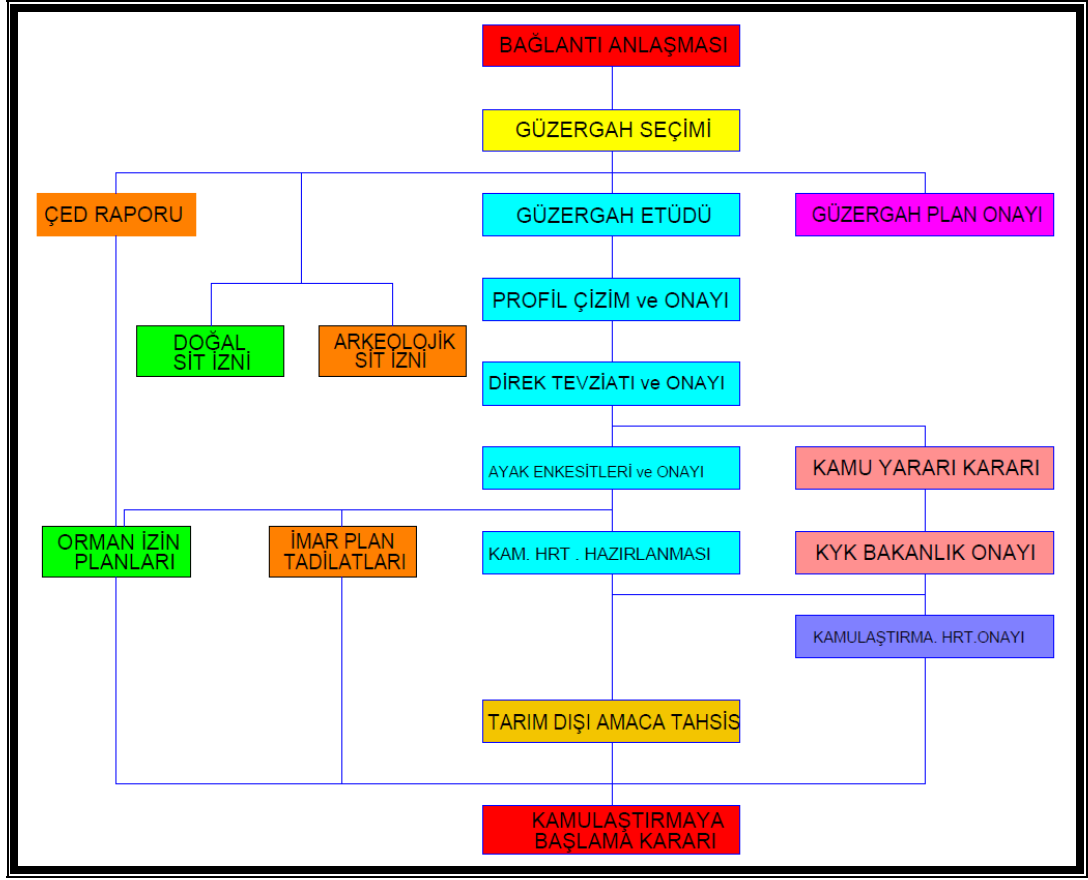 BAĞLANTI ANLAŞMASI
GÜZERGAH SEÇİMİ
ÇED RAPORU
GÜZERGAH ETÜDÜ
GÜZERGAH PLAN ONAYI
PROFİL ÇİZİM ve ONAYI
DOĞAL
SİT İZNİ
ARKEOLOJİK
SİT İZNİ
DİREK TEVZİATI ve ONAYI
AYAK ENKESİTLERİ ve ONAYI
KAMU YARARI KARARI
ORMAN İZİN
PLANLARI
İMAR PLAN
TADİLATLARI
KAM. HRT . HAZIRLANMASI
KYK BAKANLIK ONAYI
KAMULAŞTIRMA. HRT.ONAYI
TARIM DIŞI AMACA TAHSİS
KAMULAŞTIRMAYA
BAŞLAMA KARARI